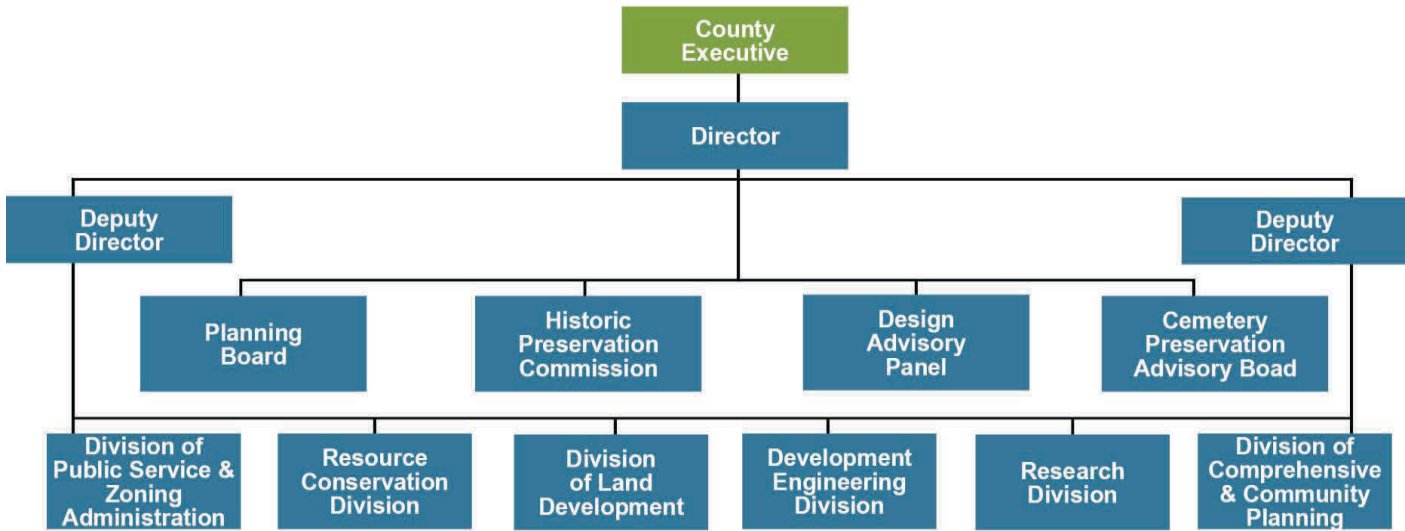 County
Executive
Director
Deputy
Director
Deputy
Director
Planning
Board
Historic
Preservation
Commission
Design
Advisory
Panel
Cemetery
Preservation
Advisory Boad
Division of
Public Service &
Zoning
Administration
Resource
Conservation
Division
Division
of Land
Development
Development
Engineering
Division
Research
Division
Division of
Comprehensive
& Community
Planning